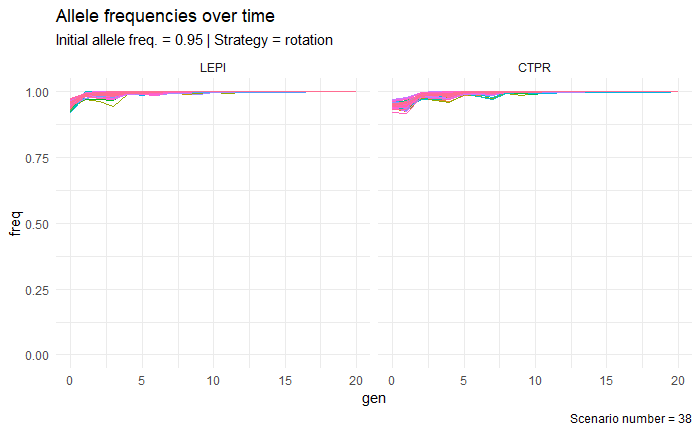 Allele frequencies over time
Initial allele freq. = 0.95 | Strategy = rotation
LEPI CTPR
1.00
0.75
0.50
0.25
0.00
freq
0 5 10 15 20 0 5 10 15 20
gen
Scenario number = 38